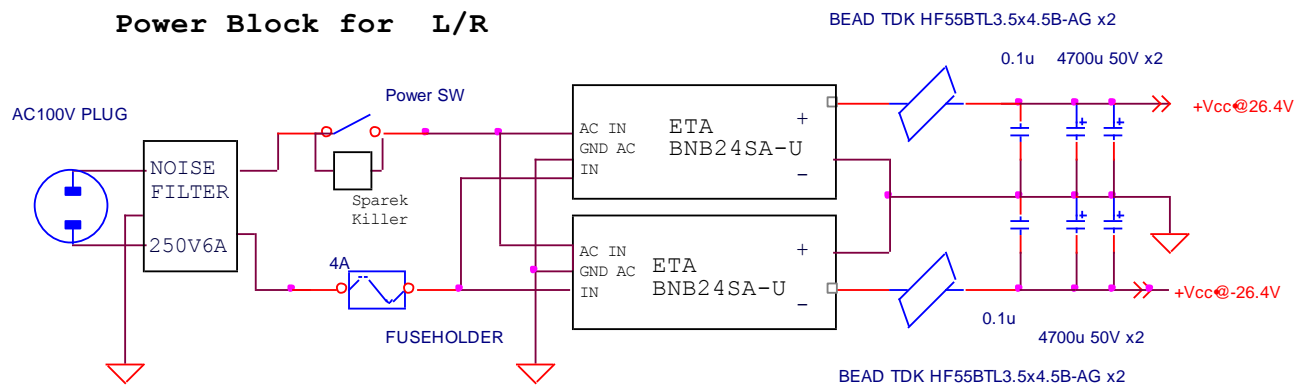 Power Block for L/R
BEAD TDK HF55BTL3.5x4.5B-AG x2
0.1u 4700u 50V x2
AC100V PLUG
Power SW
+Vcc@26.4V
NOISE
FILTER
250V6A
Sparek
Killer
AC IN
GND AC
IN
ETA
BNB24SA-U
+
−
AC IN
GND AC
IN
ETA
BNB24SA-U
+
−
4A
FUSEHOLDER
+Vcc@-26.4V
0.1u
4700u 50V x2
BEAD TDK HF55BTL3.5x4.5B-AG x2